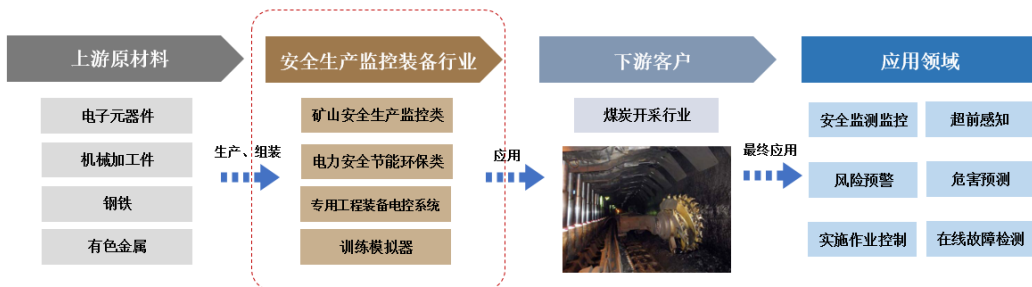 上游原材料
电子元器件
机械加工件
钢铁
有色金属
生产、组装
安全生产监控装备行业
矿山安全生产监控类
电力安全节能环保类
专用工程装备电控系统
训练模拟器
应用
下游客户
煤炭开采行业
最终应用
应用领域
安全监测监控
超前感知
风险预警
危害预测
实施作业控制
在线故障检测